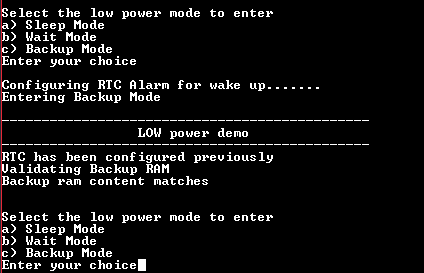 Select the low power mode to enter
a) Sleep Mode
b) Wait Mode
c) Backup Mode
Enter your choice
Configuring RTC Alarm for wake up.......
Entering Backup Mode
-----------------------------------------------
LOW power demo
-----------------------------------------------
RTC has been configured previously
Validating Backup RAM
Backup ram content matches
Select the low power mode to enter
a) Sleep Mode
b) Wait Mode
c) Backup Mode
Enter your choice